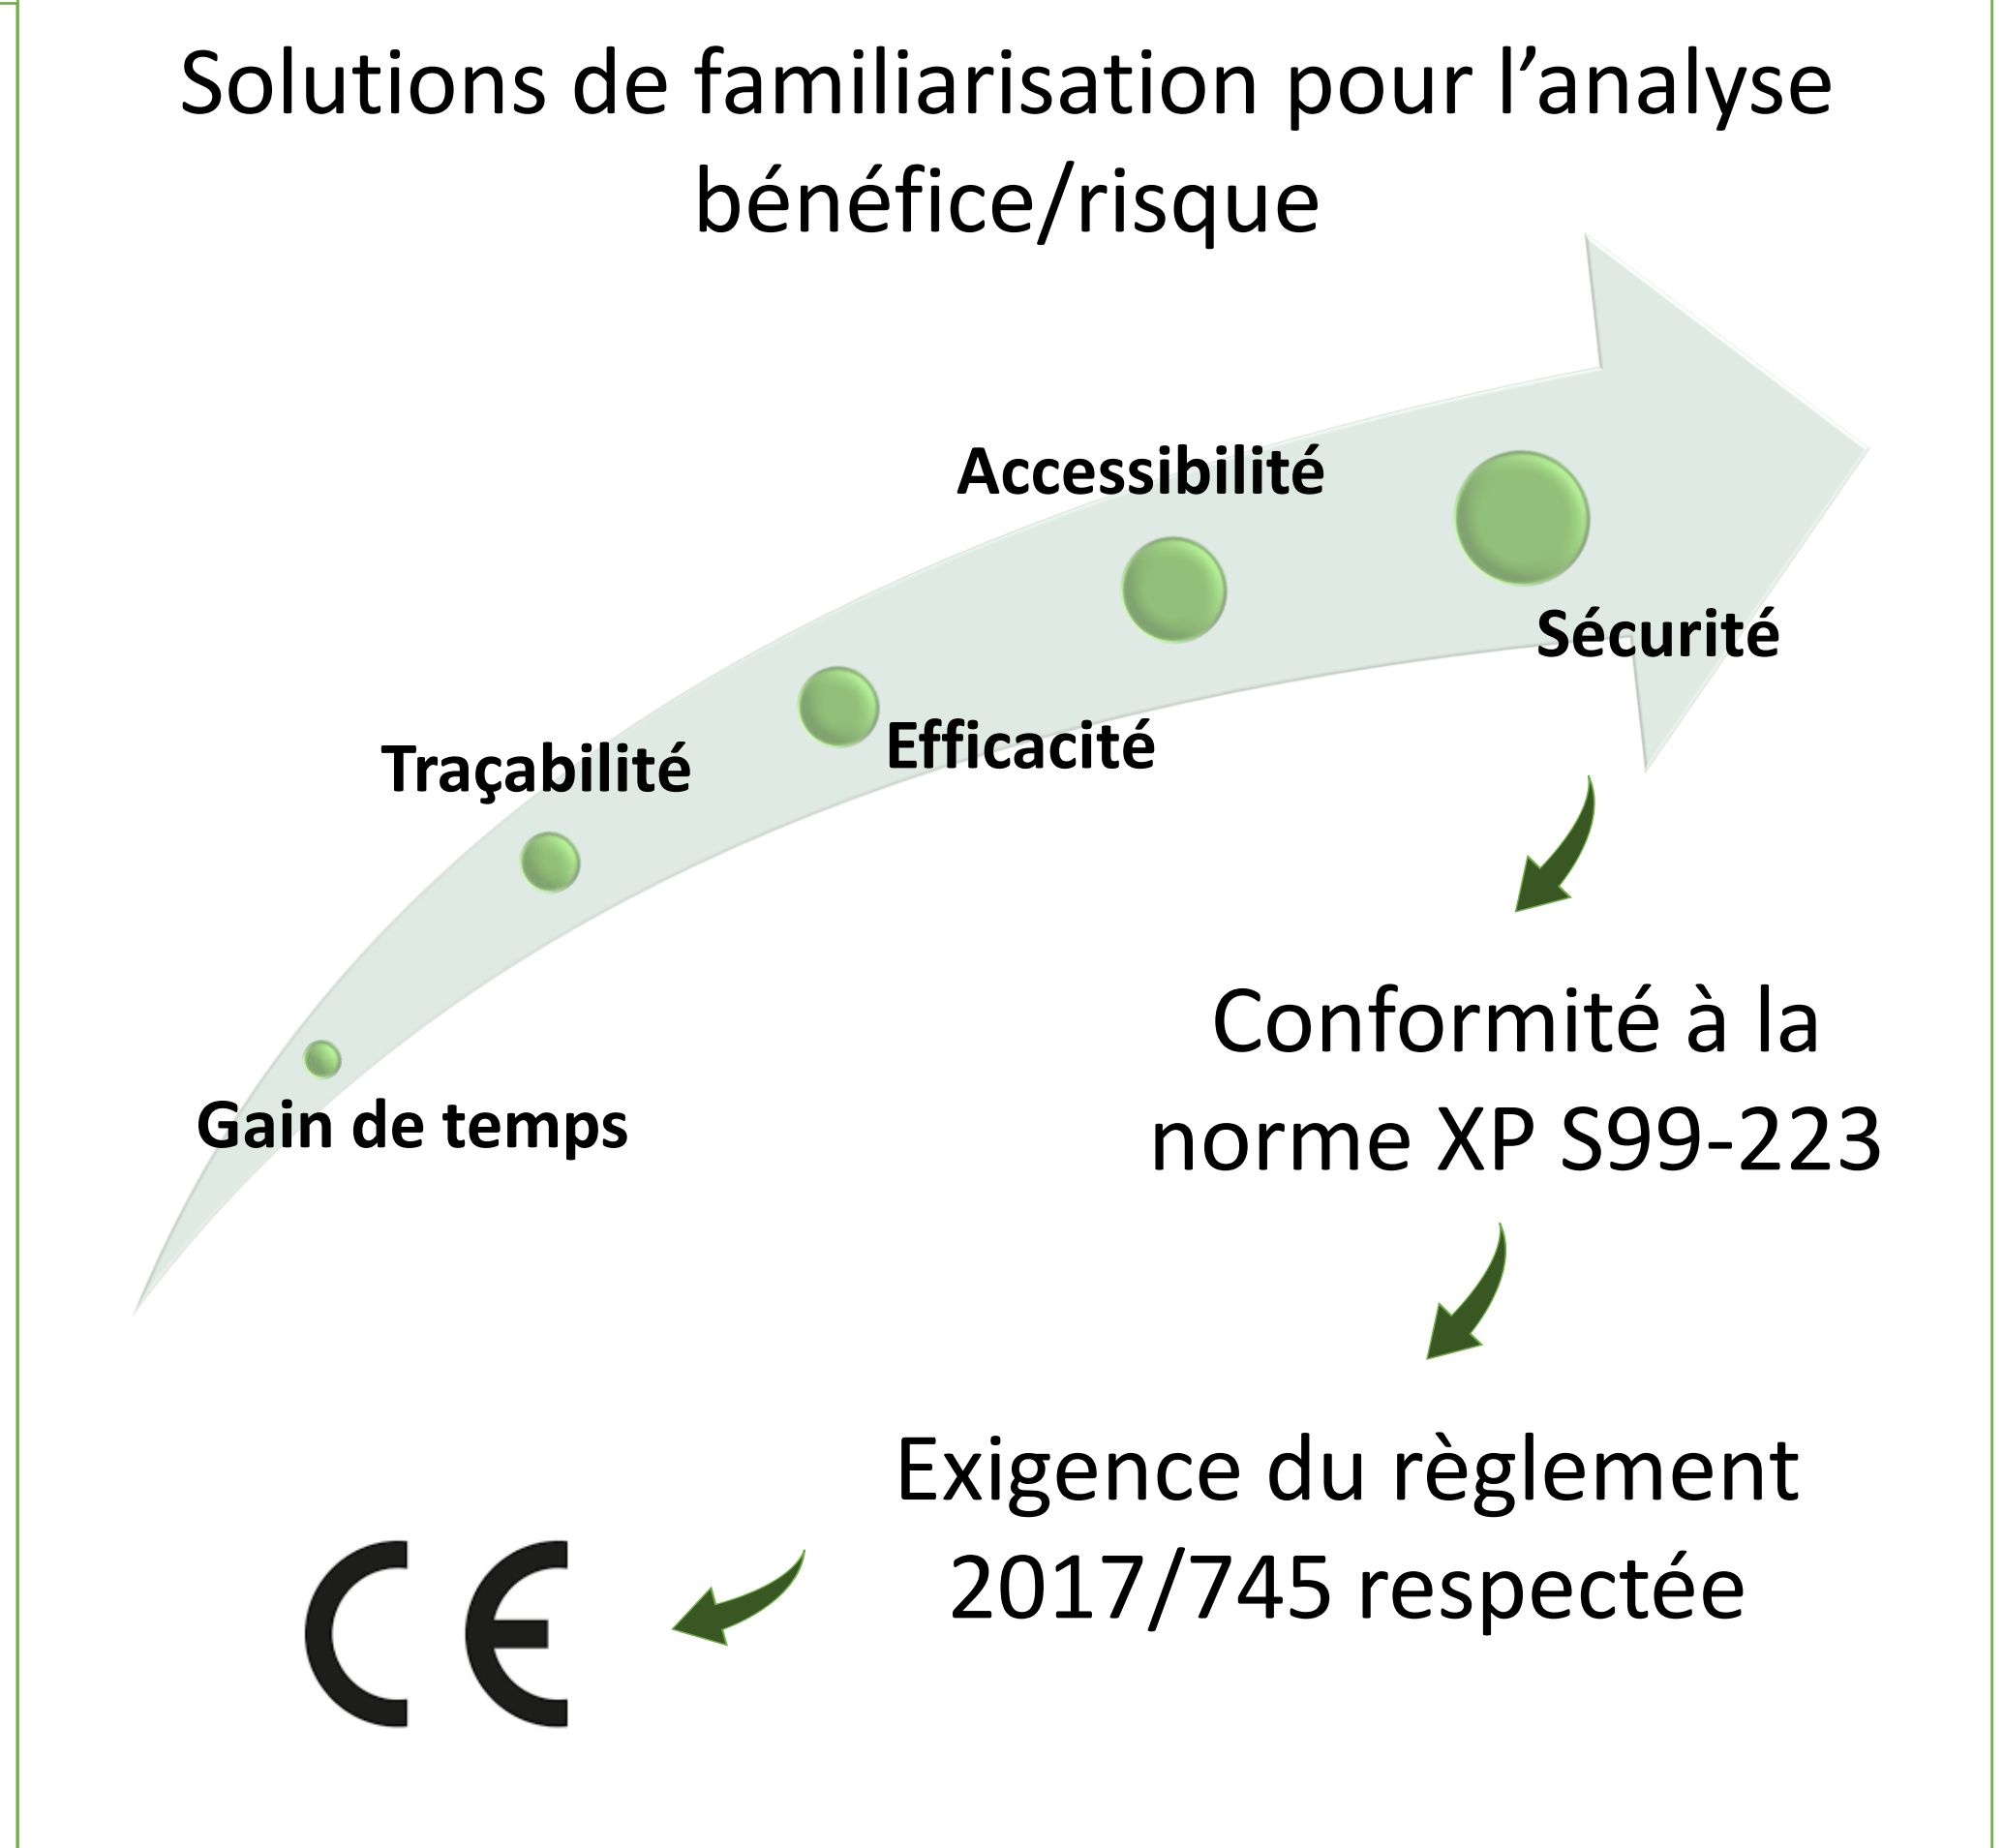 Solutions de familiarisation pour l’analyse
bénéfice/risque
Accessibilité
Sécurité
Efficacité
Traçabilité
Gain de temps
Conformité à la
norme XP S99-223
Exigence du règlement
2017/745 respectée
CE